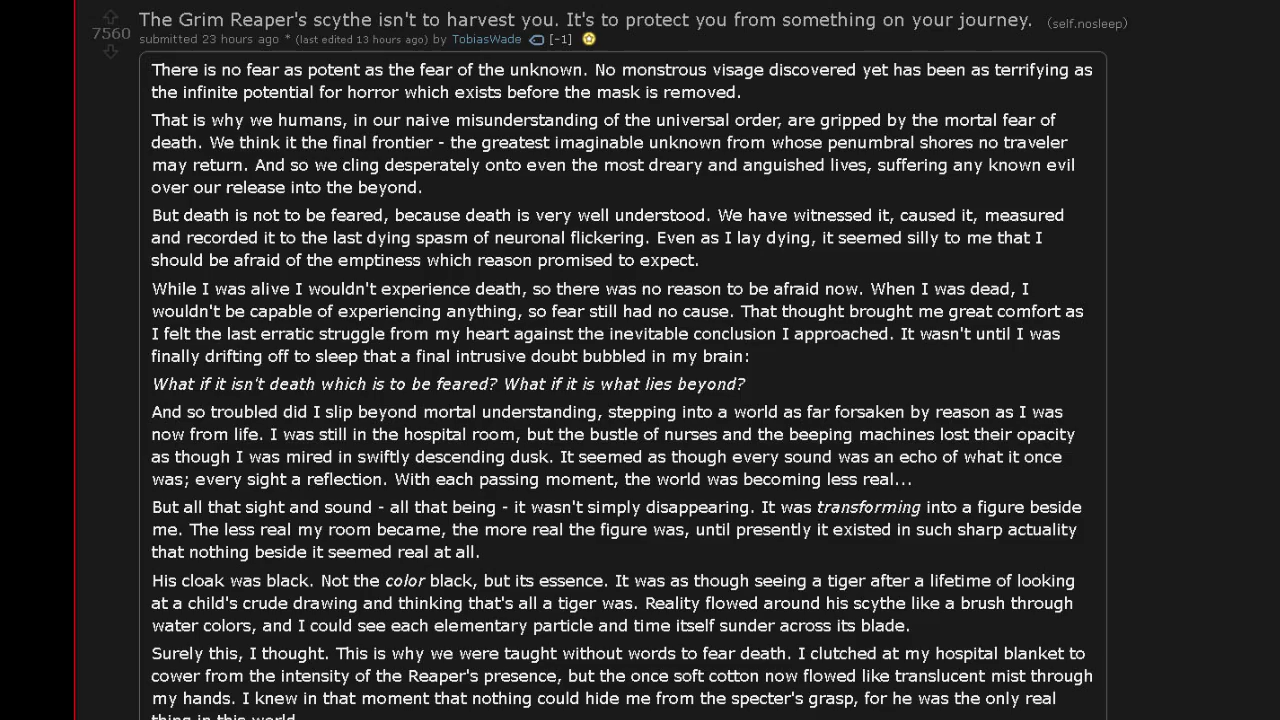 The Grim Reaper's scythe isn't to harvest you. It's to protect you from something on your journey. (self.nosleep)
7560
submitted 23 hours ago * (last edited 13 hours ago) by TobiasWade [-1]
There is no fear as potent as the fear of the unknown. No monstrous visage discovered yet has been as terrifying as
the infinite potential for horror which exists before the mask is removed.
That is why we humans, in our naive misunderstanding of the universal order, are gripped by the mortal fear of
death. We think it the final frontier - the greatest imaginable unknown from whose penumbral shores no traveler
may return. And so we cling desperately onto even the most dreary and anguished lives, suffering any known evil
over our release into the beyond.
But death is not to be feared, because death is very well understood. We have witnessed it, caused it, measured
and recorded it to the last dying spasm of neuronal flickering. Even as I lay dying, it seemed silly to me that I
should be afraid of the emptiness which reason promised to expect.
While I was alive I wouldn't experience death, so there was no reason to be afraid now. When I was dead, I
wouldn't be capable of experiencing anything, so fear still had no cause. That thought brought me great comfort as
I felt the last erratic struggle from my heart against the inevitable conclusion I approached. It wasn't until I was
finally drifting off to sleep that a final intrusive doubt bubbled in my brain:
What if it isn't death which is to be feared? What if it is what lies beyond?
And so troubled did I slip beyond mortal understanding, stepping into a world as far forsaken by reason as I was
now from life. I was still in the hospital room, but the bustle of nurses and the beeping machines lost their opacity
as though I was mired in swiftly descending dusk. It seemed as though every sound was an echo of what it once
was; every sight a reflection. With each passing moment, the world was becoming less real...
But all that sight and sound - all that being - it wasn't simply disappearing. It was transforming into a figure beside
me. The less real my room became, the more real the figure was, until presently it existed in such sharp actuality
that nothing beside it seemed real at all.
His cloak was black. Not the color black, but its essence. It was as though seeing a tiger after a lifetime of looking
at a child's crude drawing and thinking that's all a tiger was. Reality flowed around his scythe like a brush through
water colors, and I could see each elementary particle and time itself sunder across its blade.
Surely this, I thought. This is why we were taught without words to fear death. I clutched at my hospital blanket to
cower from the intensity of the Reaper's presence, but the once soft cotton now flowed like translucent mist through
my hands. I knew in that moment that nothing could hide me from the specter's grasp, for he was the only real
thing in this world.